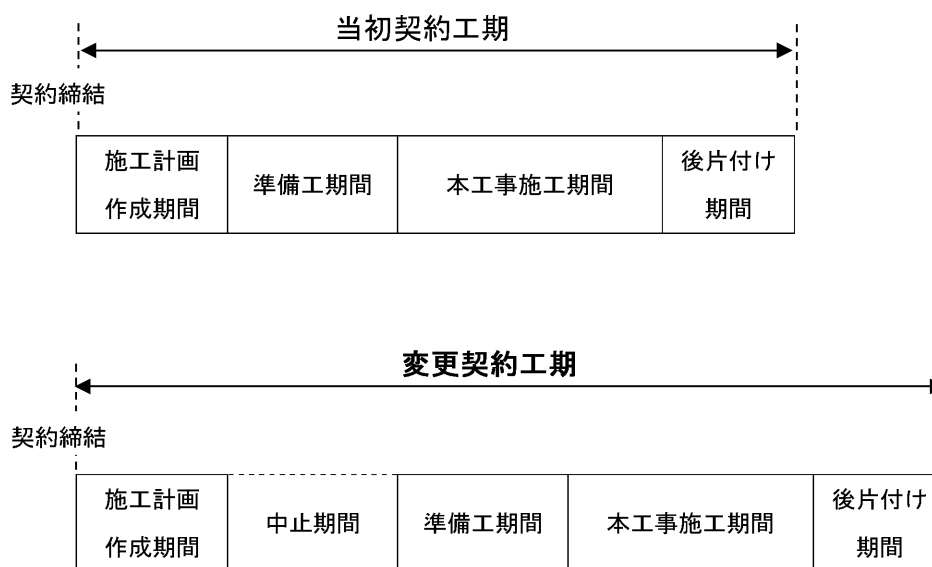 当初契約工期
契約締結
施工計画
作成期間
準備工期間
本工事施工期間
後片付け
期間
変更契約工期
契約締結
施工計画
作成期間
中止期間
準備工期間
本工事施工期間
後片付け
期間